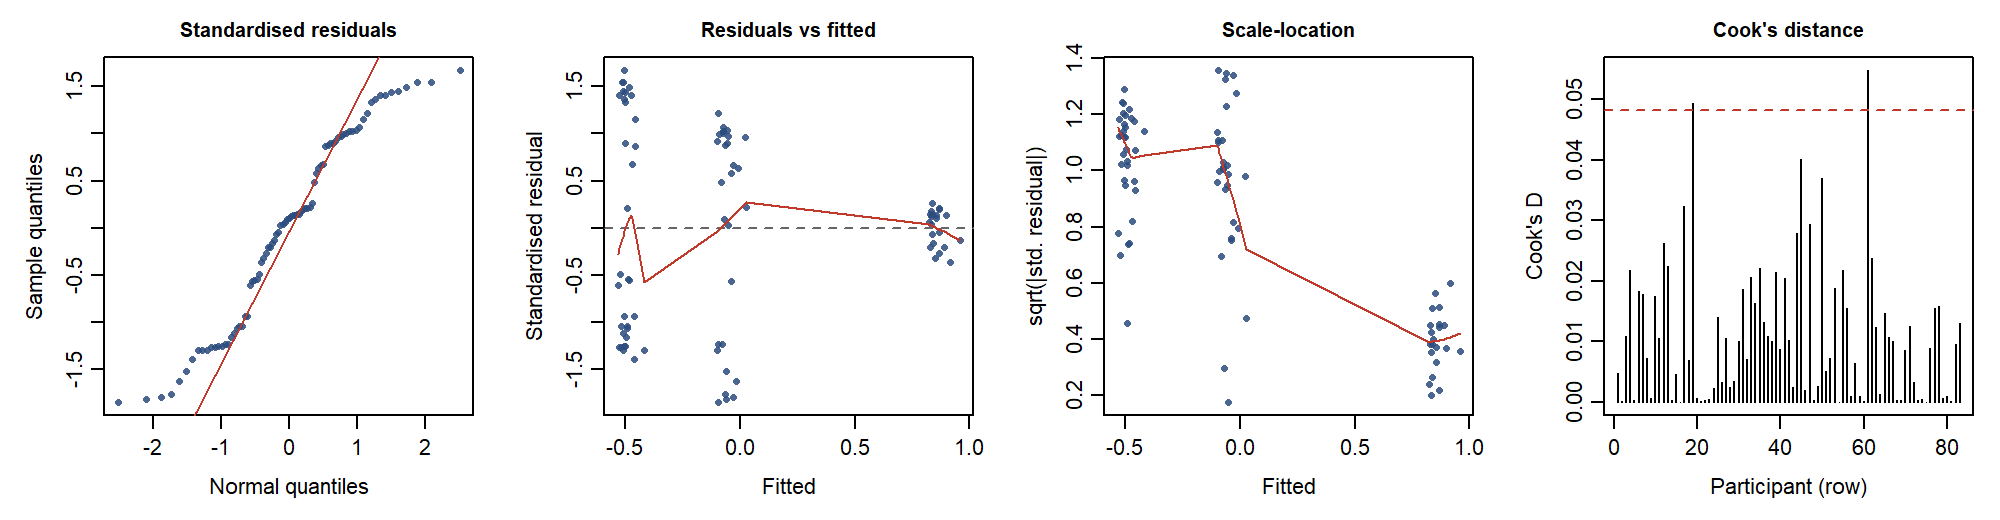 Standardised residuals
Sample quantiles
1.5
0.5
-0.5
-1.5
-2 -1 0 1 2
Normal quantiles
Residuals vs fitted
Standardised residual
1.5
0.5
-0.5
-1.5
-0.5 0.0 0.5 1.0
Fitted
Scale-location
sqrt(|std. residual|)
1.4
1.2
1.0
0.8
0.6
0.4
0.2
-0.5 0.0 0.5 1.0
Fitted
Cook's distance
Cook's D
0.05
0.04
0.03
0.02
0.01
0.00
0 20 40 60 80
Participant (row)